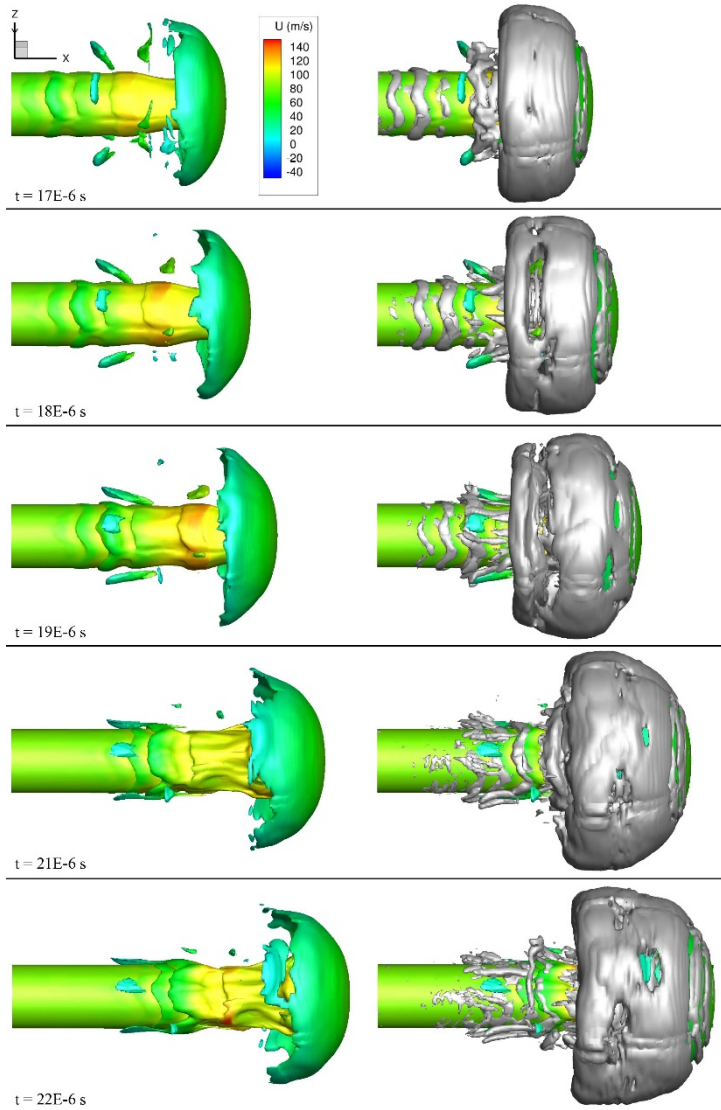 Z
X
U (m/s)
140
120
100
80
60
40
20
0
-20
-40
t = 17E-6 s
t = 18E-6 s
t = 19E-6 s
t = 21E-6 s
t = 22E-6 s